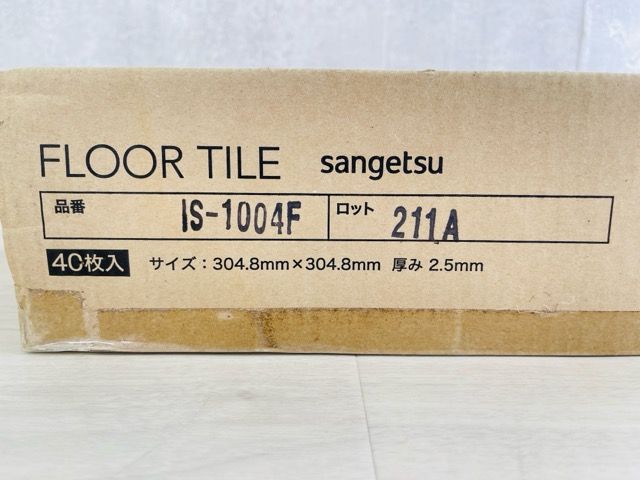 FLOOR TILE sangetsu
品番 IS-1004F ロット 211A
40枚入 サイズ：304.8mm×304.8mm 厚み 2.5mm